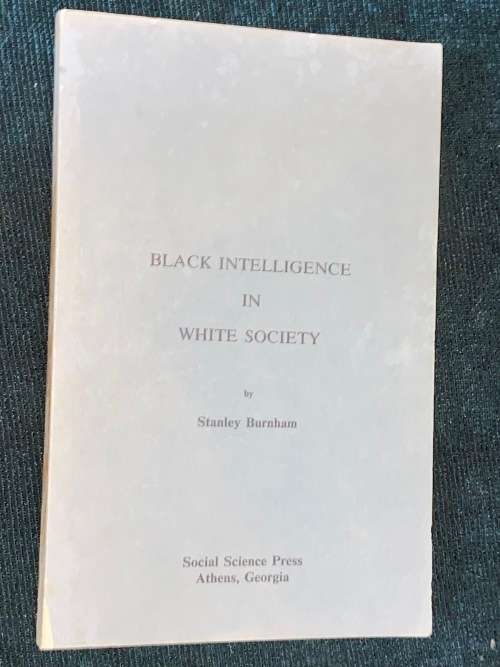 BLACK INTELLIGENCE
IN
WHITE SOCIETY
by
Stanley Burnham
Social Science Press
Athens, Georgia